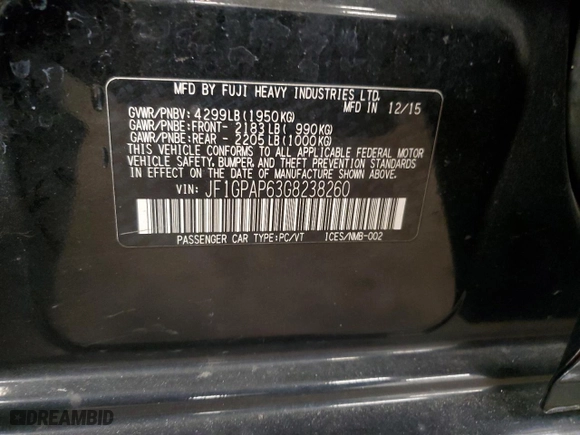 MFD BY FUJI HEAVY INDUSTRIES LTD.
MFD IN 12/15
GVWR/PNBV: 4299LB(1950KG)
GAWR/PNBE:FRONT- 2183LB( 990KG)
GAWR/PNBE:REAR - 2205LB(1000KG)
THIS VEHICLE CONFORMS TO ALL APPLICABLE FEDERAL MOTOR
VEHICLE SAFETY, BUMPER, AND THEFT PREVENTION STANDARDS
IN EFFECT ON THE DATE OF MANUFACTURE SHOWN ABOVE.
VIN: JF1GPAP63G8238260
PASSENGER CAR TYPE:PC/VT ICES/NMB-002
DREAMBID